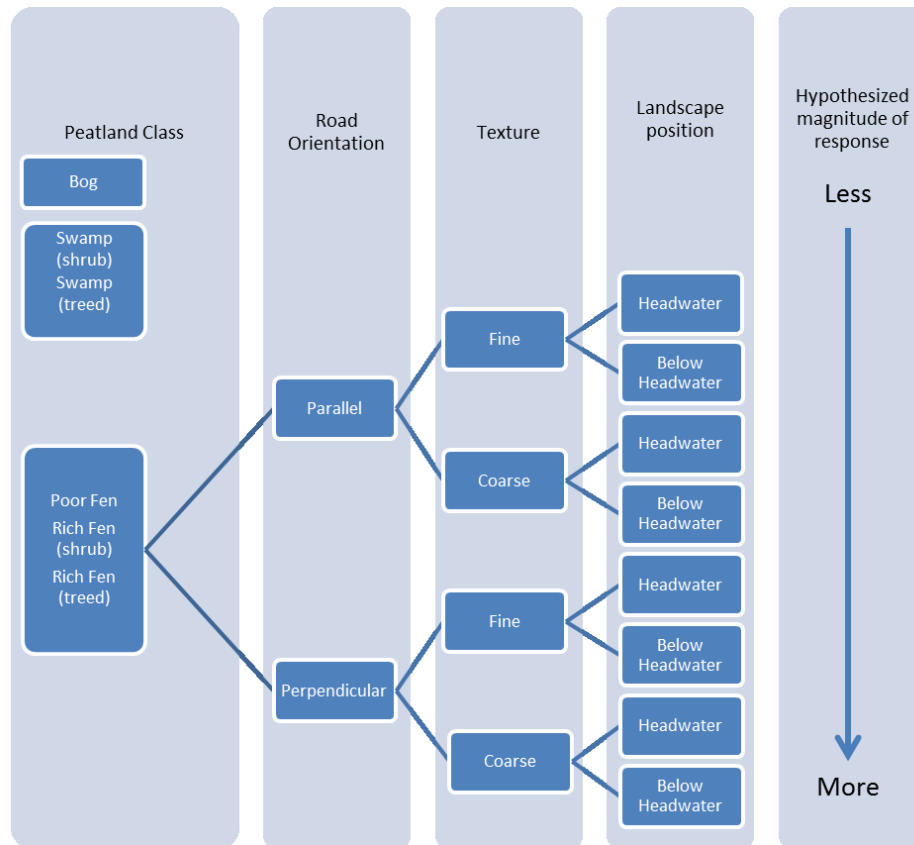 Peatland Class
Road
Orientation
Texture
Landscape
position
Hypothesized
magnitude of
response
Bog
Swamp
(shrub)
Swamp
(treed)
Poor Fen
Rich Fen
(shrub)
Rich Fen
(treed)
Parallel
Perpendicular
Fine
Coarse
Fine
Coarse
Headwater
Below
Headwater
Headwater
Below
Headwater
Headwater
Below
Headwater
Headwater
Below
Headwater
Less
More